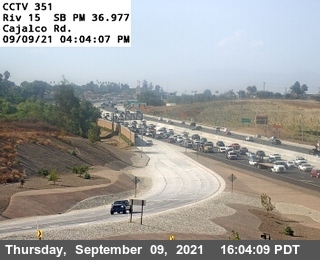 CCTV 351
Riv 15 SB PM 36.977
Cajalco Rd.
09/09/21 04:04:07 PM
Thursday, September 09, 2021 16:04:09 PDT